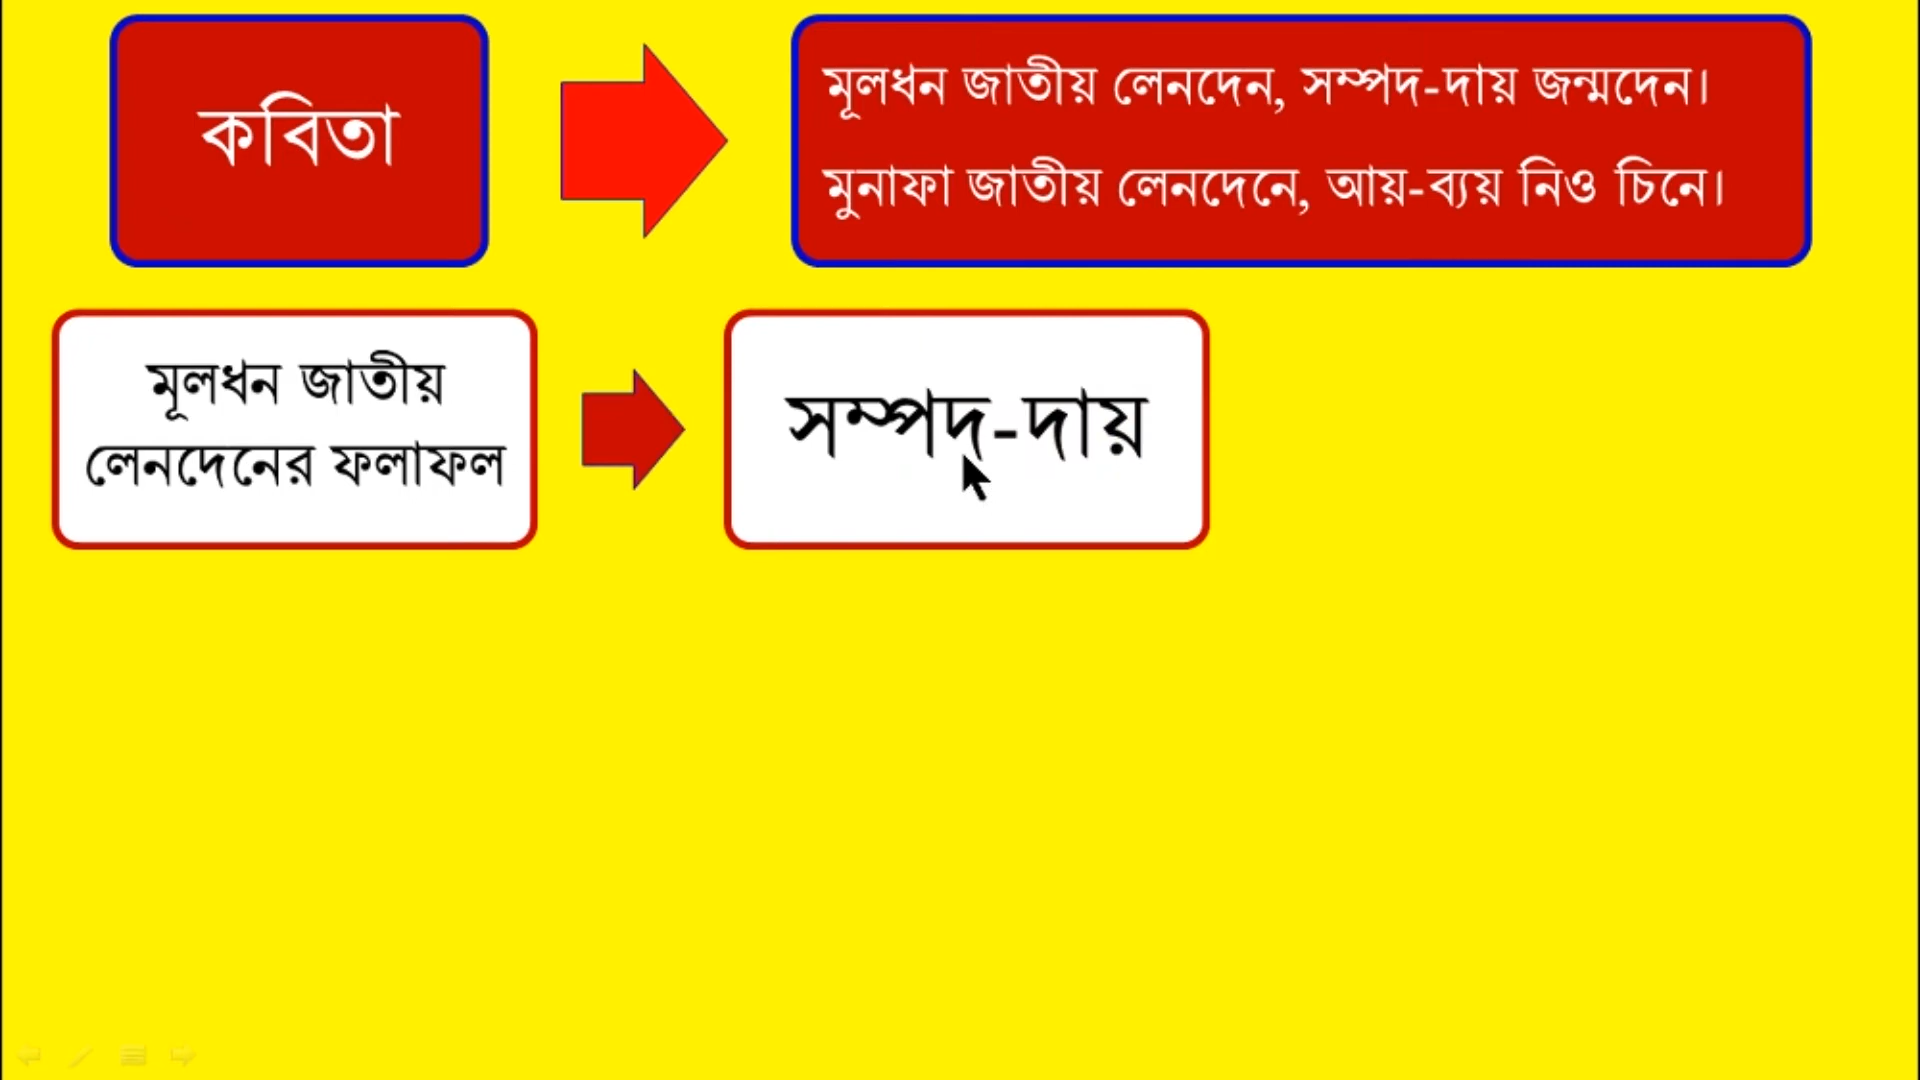 কবিতা
মূলধন জাতীয় লেনদেন, সম্পদ-দায় জন্মদেন।
মুনাফা জাতীয় লেনদেনে, আয়-ব্যয় নিও চিনে।
মূলধন জাতীয়
লেনদেনের ফলাফল
সম্পদ-দায়